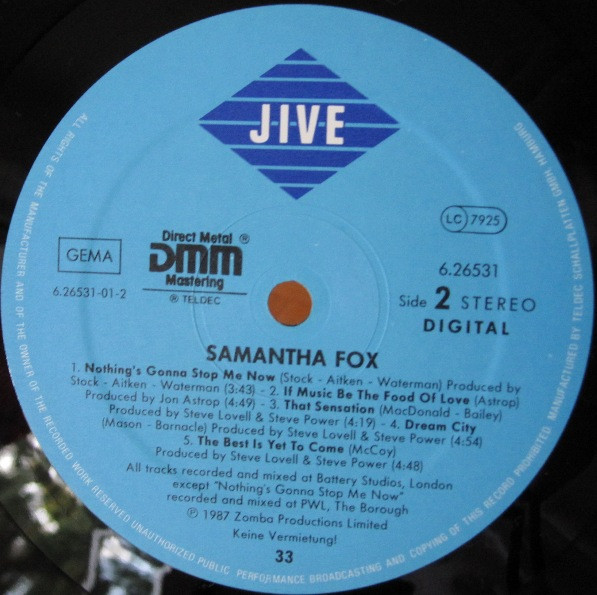 JIVE
Direct Metal ®
DMM
Mastering
® TELDEC
GEMA
6.26531-01-2
LC 7925
6.26531
Side 2 STEREO
DIGITAL
SAMANTHA FOX
1. Nothing's Gonna Stop Me Now (Stock - Aitken - Waterman) Produced by
Stock - Aitken - Waterman (3:43) - 2. If Music Be The Food Of Love (Astrop)
Produced by Jon Astrop (4:49) - 3. That Sensation (MacDonald - Bailey)
Produced by Steve Lovell & Steve Power (4:19) - 4. Dream City
(Mason - Barnacle) Produced by Steve Lovell & Steve Power (4:54)
5. The Best Is Yet To Come (McCoy)
Produced by Steve Lovell & Steve Power (4:48)
All tracks recorded and mixed at Battery Studios, London
except "Nothing's Gonna Stop Me Now"
recorded and mixed at PWL, The Borough
℗ 1987 Zomba Productions Limited
Keine Vermietung!
33
ALL RIGHTS OF THE MANUFACTURER AND OF THE OWNER OF THE RECORDED WORK RESERVED UNAUTHORIZED PUBLIC PERFORMANCE BROADCASTING AND COPYING OF THIS RECORD PROHIBITED MANUFACTURED BY TELDEC SCHALLPLATTEN GMBH HAMBURG